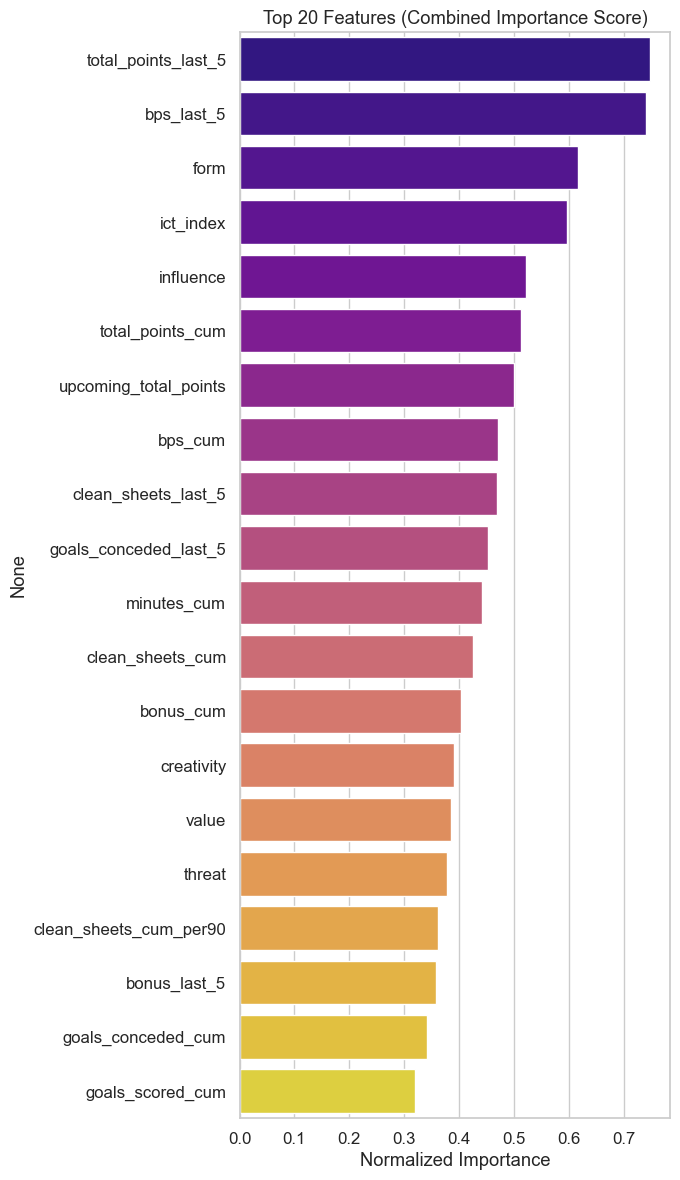 Top 20 Features (Combined Importance Score)
total_points_last_5
bps_last_5
form
ict_index
influence
total_points_cum
upcoming_total_points
bps_cum
clean_sheets_last_5
goals_conceded_last_5
minutes_cum
clean_sheets_cum
bonus_cum
creativity
value
threat
clean_sheets_cum_per90
bonus_last_5
goals_conceded_cum
goals_scored_cum
None
0.0 0.1 0.2 0.3 0.4 0.5 0.6 0.7
Normalized Importance